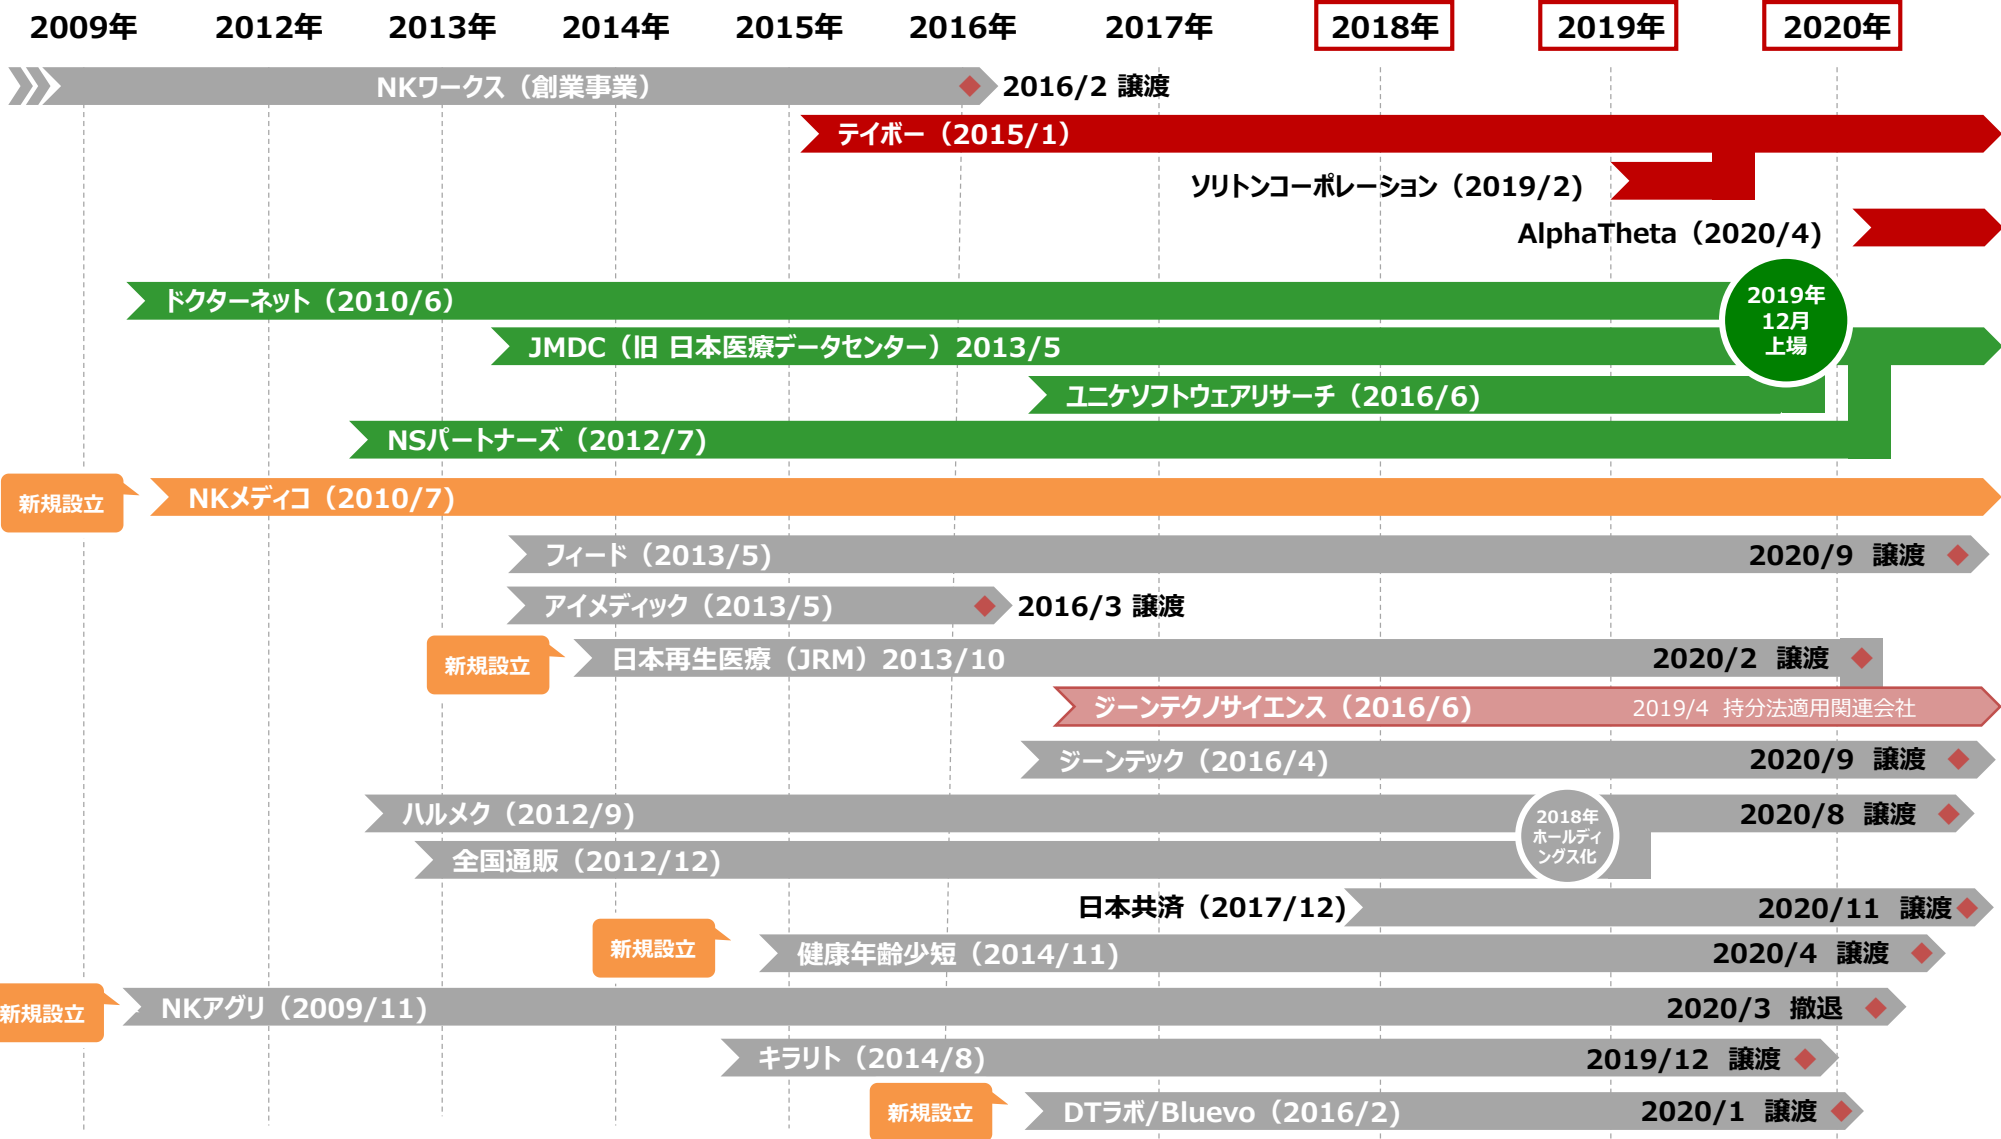 2009年 2012年 2013年 2014年 2015年 2016年 2017年 2018年 2019年 2020年
NKワークス（創業事業） 2016/2 譲渡
テイボー（2015/1）
ソリトンコーポレーション（2019/2)
AlphaTheta（2020/4)
ドクターネット（2010/6）
2019年
12月
上場
JMDC（旧 日本医療データセンター）2013/5
ユニケソフトウェアリサーチ（2016/6)
NSパートナーズ（2012/7)
新規設立 NKメディコ（2010/7)
フィード（2013/5) 2020/9 譲渡
アイメディック（2013/5) 2016/3 譲渡
新規設立 日本再生医療（JRM）2013/10 2020/2 譲渡
ジーンテクノサイエンス（2016/6) 2019/4 持分法適用関連会社
ジーンテック（2016/4) 2020/9 譲渡
ハルメク（2012/9) 2020/8 譲渡
2018年
ホールディ
ングス化
全国通販（2012/12)
日本共済（2017/12) 2020/11 譲渡
新規設立 健康年齢少短（2014/11) 2020/4 譲渡
新規設立 NKアグリ（2009/11) 2020/3 撤退
キラリト（2014/8) 2019/12 譲渡
新規設立 DTラボ/Bluevo（2016/2) 2020/1 譲渡